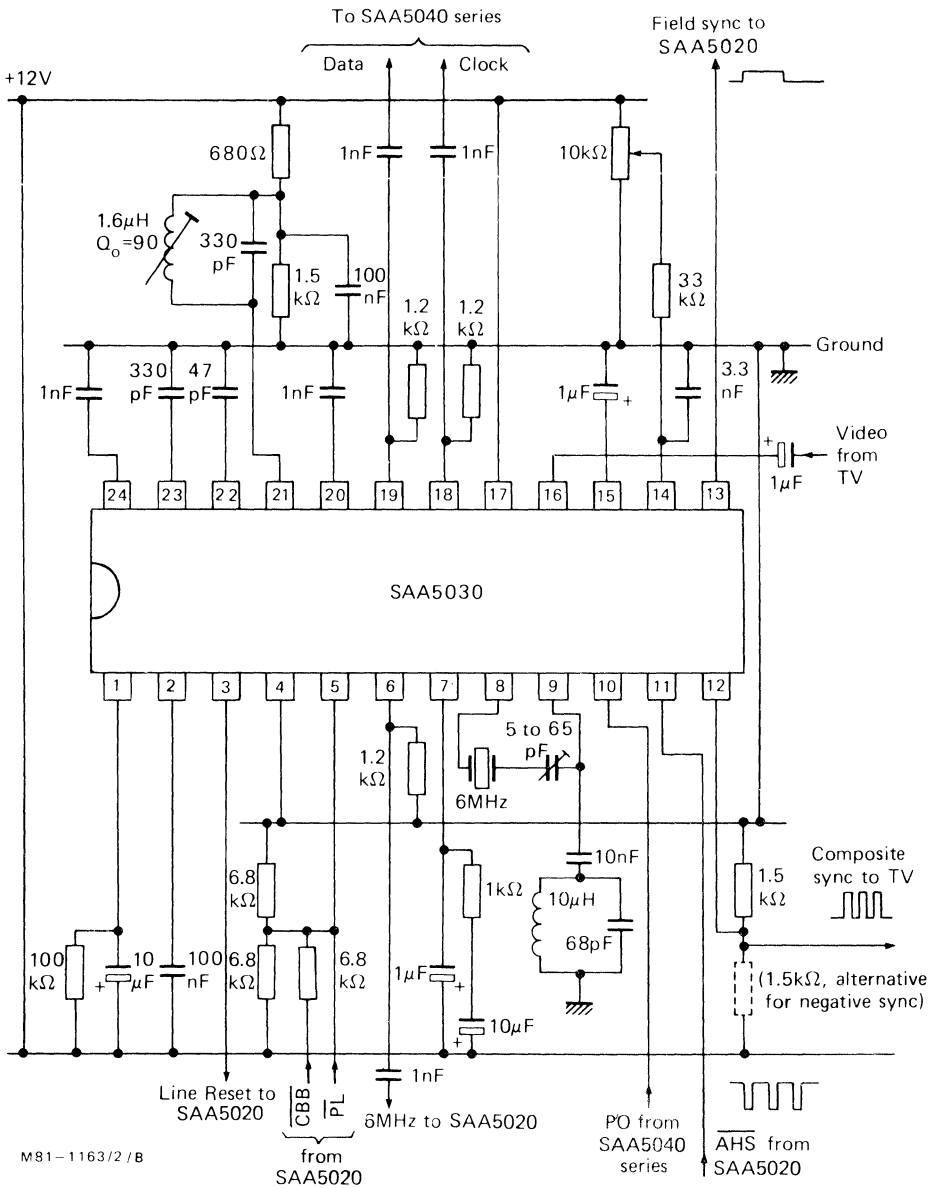 To SAA5040 series
Field sync to
SAA5020
Data
Clock
+12V
680Ω
1nF
1nF
10kΩ
1.6μH
Qo=90
330
pF
1.5
kΩ
100
nF
33
kΩ
1.2
kΩ
1.2
kΩ
Ground
1nF
330
pF
47
pF
1nF
1μF
+
3.3
nF
+
1μF
Video
from
TV
24
23
22
21
20
19
18
17
16
15
14
13
SAA5030
1
2
3
4
5
6
7
8
9
10
11
12
1.2
kΩ
5 to 65
pF
6MHz
10nF
6.8
kΩ
1kΩ
10μH
68pF
1.5
kΩ
Composite
sync to TV
100
kΩ
+
10
μF
100
nF
6.8
kΩ
6.8
kΩ
1μF
+
10μF
+
(1.5kΩ, alternative
for negative sync)
1nF
Line Reset to
SAA5020
CBB
PL
6MHz to SAA5020
from
SAA5020
PO from
SAA5040
series
AHS from
SAA5020
M81–1163/2/B